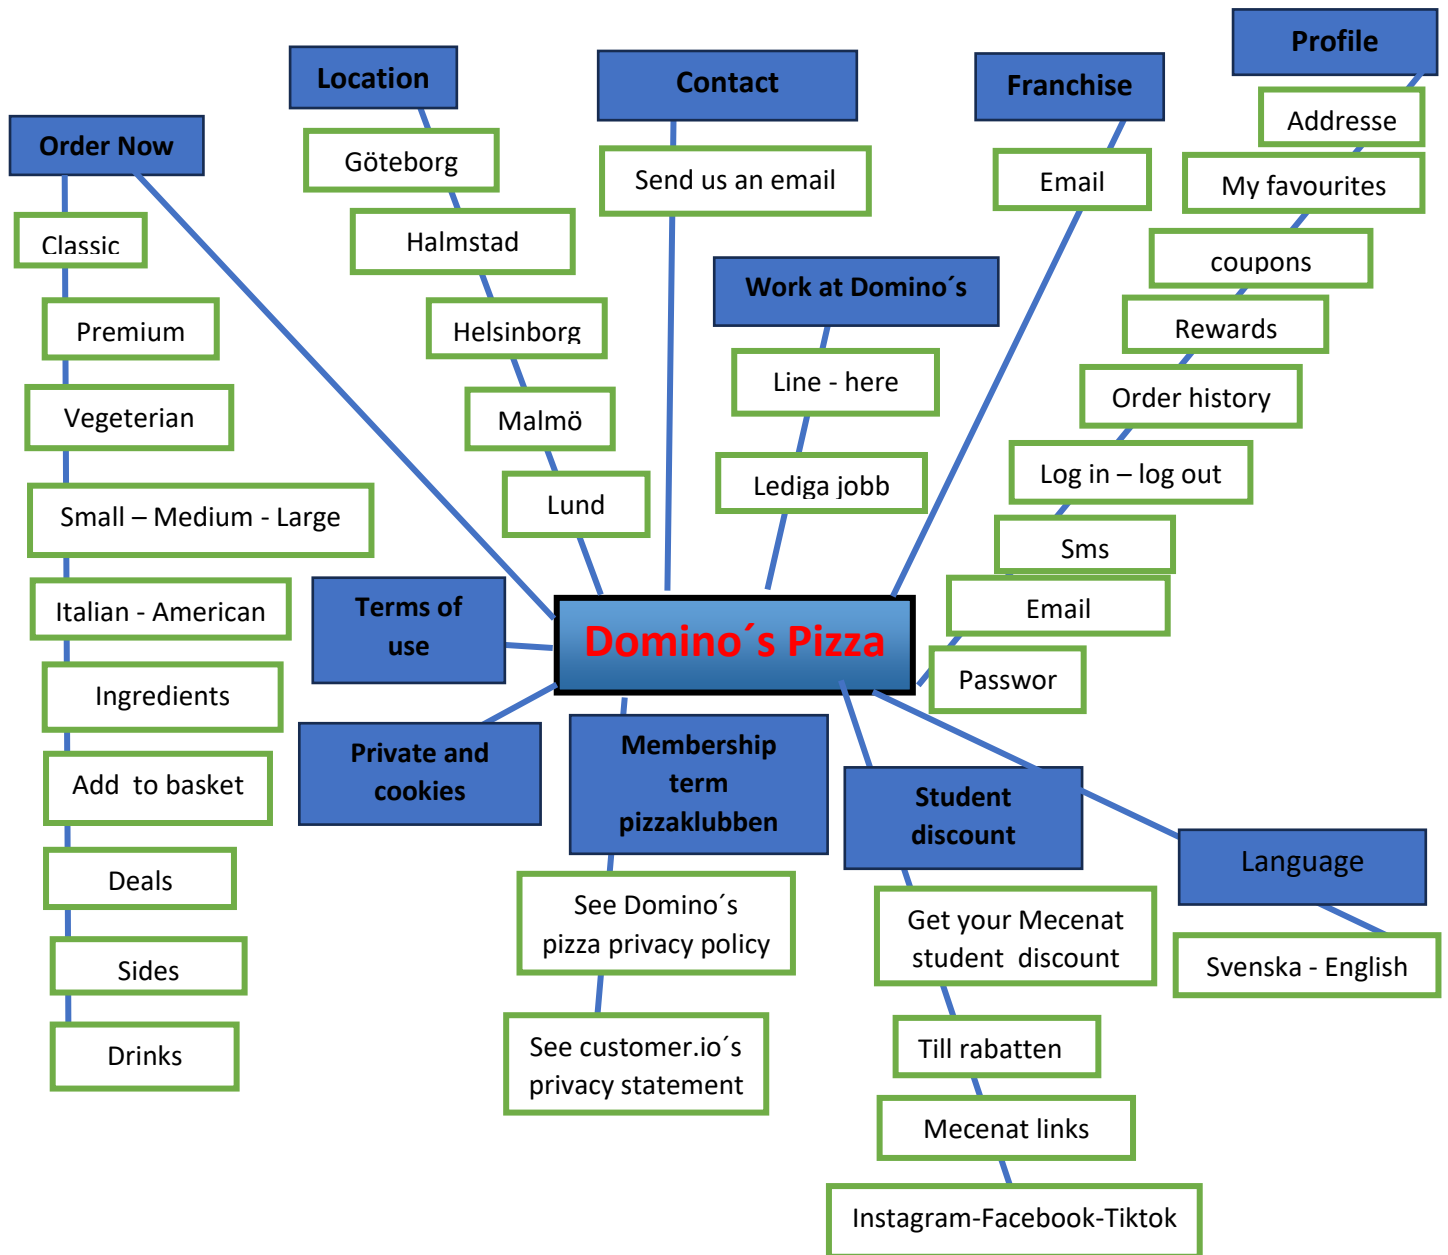 Profile
Addresse
My favourites
coupons
Rewards
Order history
Log in – log out
Sms
Email
Passwor
Location
Göteborg
Halmstad
Helsinborg
Malmö
Lund
Contact
Send us an email
Franchise
Email
Work at Domino´s
Line - here
Lediga jobb
Order Now
Classic
Premium
Vegeterian
Small – Medium - Large
Italian - American
Ingredients
Add  to basket
Deals
Sides
Drinks
Terms of
use
Domino´s Pizza
Private and
cookies
Membership
term
pizzaklubben
See Domino´s
pizza privacy policy
See customer.io´s
privacy statement
Student
discount
Get your Mecenat
student  discount
Till rabatten
Mecenat links
Instagram-Facebook-Tiktok
Language
Svenska - English